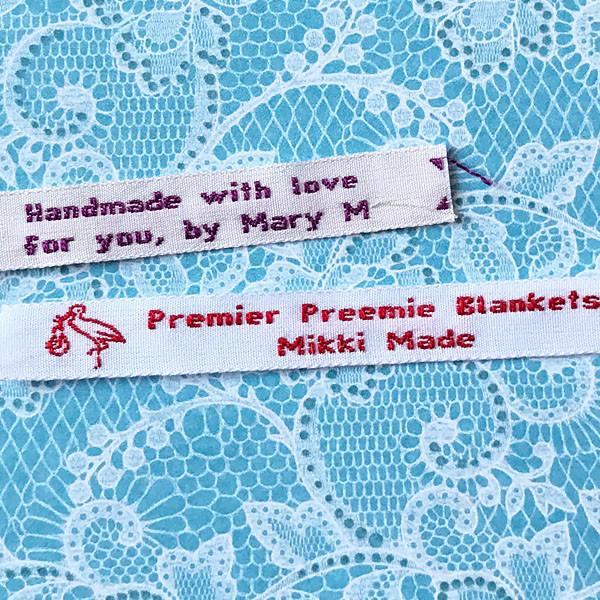 Handmade with love
for you, by Mary M
Premier Preemie Blankets
Mikki Made